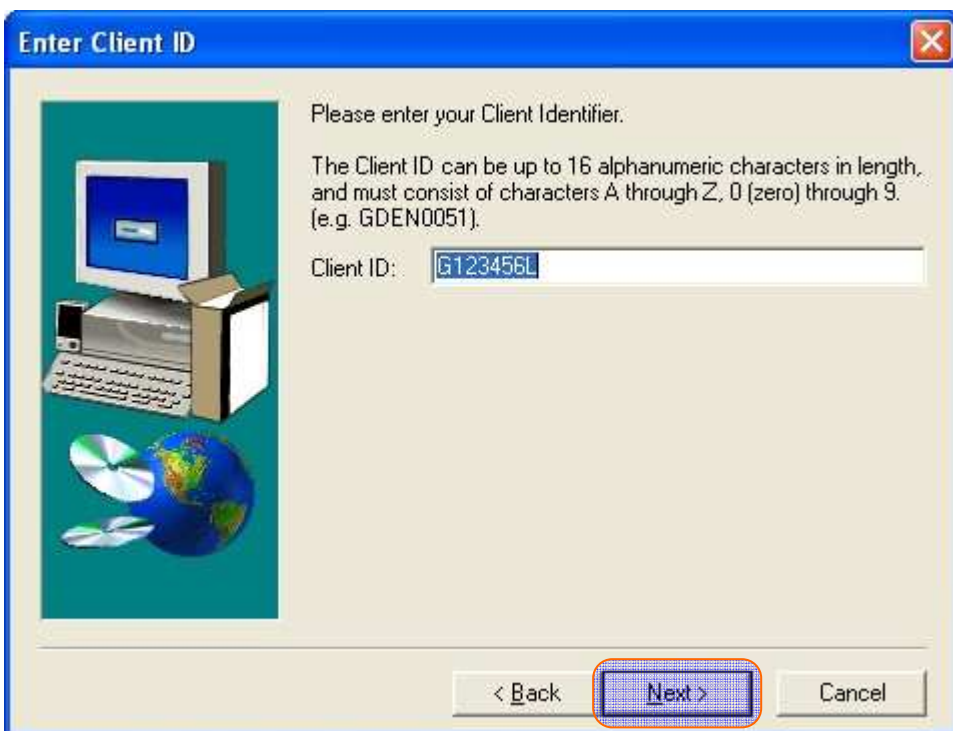 Enter Client ID
Please enter your Client Identifier.
The Client ID can be up to 16 alphanumeric characters in length,
and must consist of characters A through Z, 0 (zero) through 9.
(e.g. GDEN0051).
Client ID: G123456L
< Back Next > Cancel